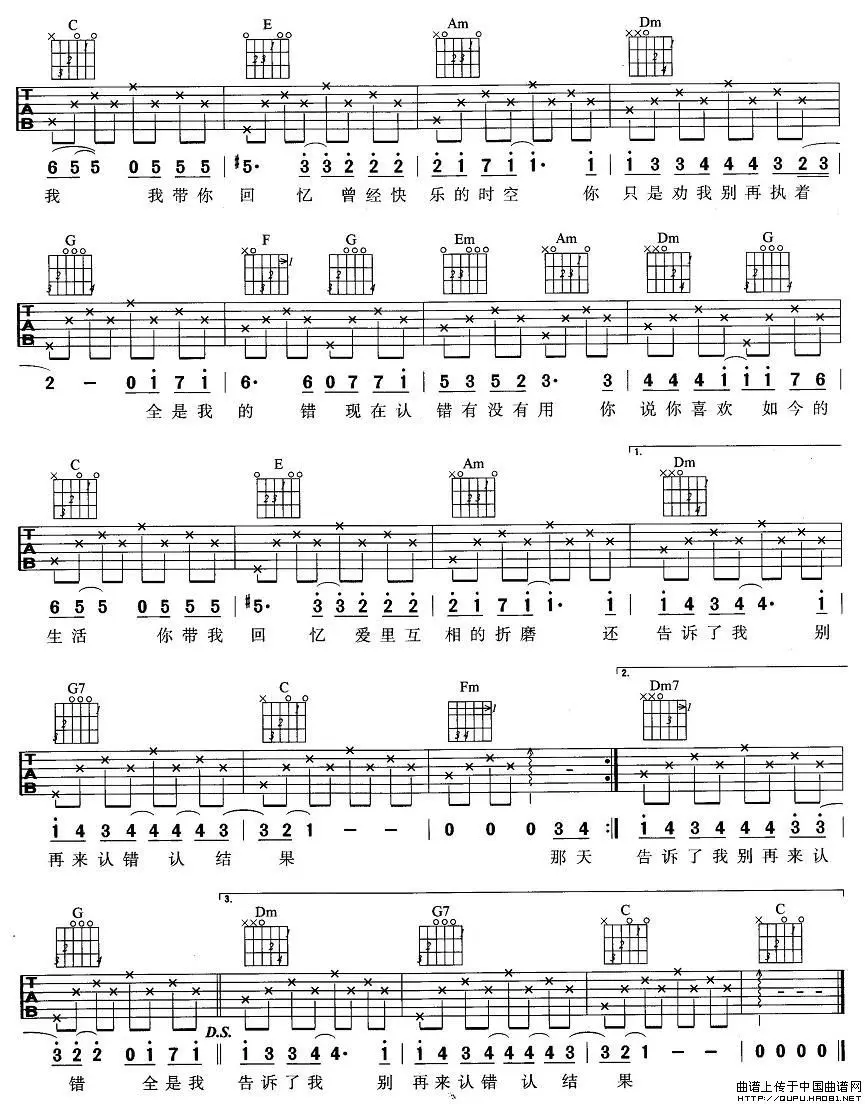 C E Am Dm
T A B
6 5 5 0 5 5 5 | #5· 3 3 2 2 2 | 2 1 7 1 1· 1 | 1 3 3 4 4 4 3 2 3
我 我带你 回 忆 曾经快 乐的时空 你 只是劝我别再执着
G F G Em Am Dm G
T A B
2 － 0 1 7 1 | 6· 6 0 7 7 1 | 5 3 5 2 3· 3 | 4 4 4 1 1 1 7 6
全是我 的 错 现在认 错有没有用 你 说你喜欢 如今的
1.
C E Am Dm
T A B
6 5 5 0 5 5 5 | #5· 3 3 2 2 2 | 2 1 7 1 1· 1 | 1 4 3 4 4· 1
生活 你带我 回 忆 爱里互 相的折磨 还 告诉了我 别
2.
G7 C Fm Dm7
T A B
1 4 3 4 4 4 4 3 | 3 2 1 － － | 0 0 0 3 4 :|| 1 4 3 4 4 4 3 3
再来认错 认 结 果 那天 告诉了我别再来认
3.
G Dm G7 C C
T A B
D.S.
3 2 2 0 1 7 1 || 1 3 3 4 4· 1 | 1 4 3 4 4 4 4 3 | 3 2 1 － － | 0 0 0 0 ||
错 全是我 告诉了我 别 再来认错 认 结 果
曲谱上传于中国曲谱网
HTTP://QUPU.HAO81.NET